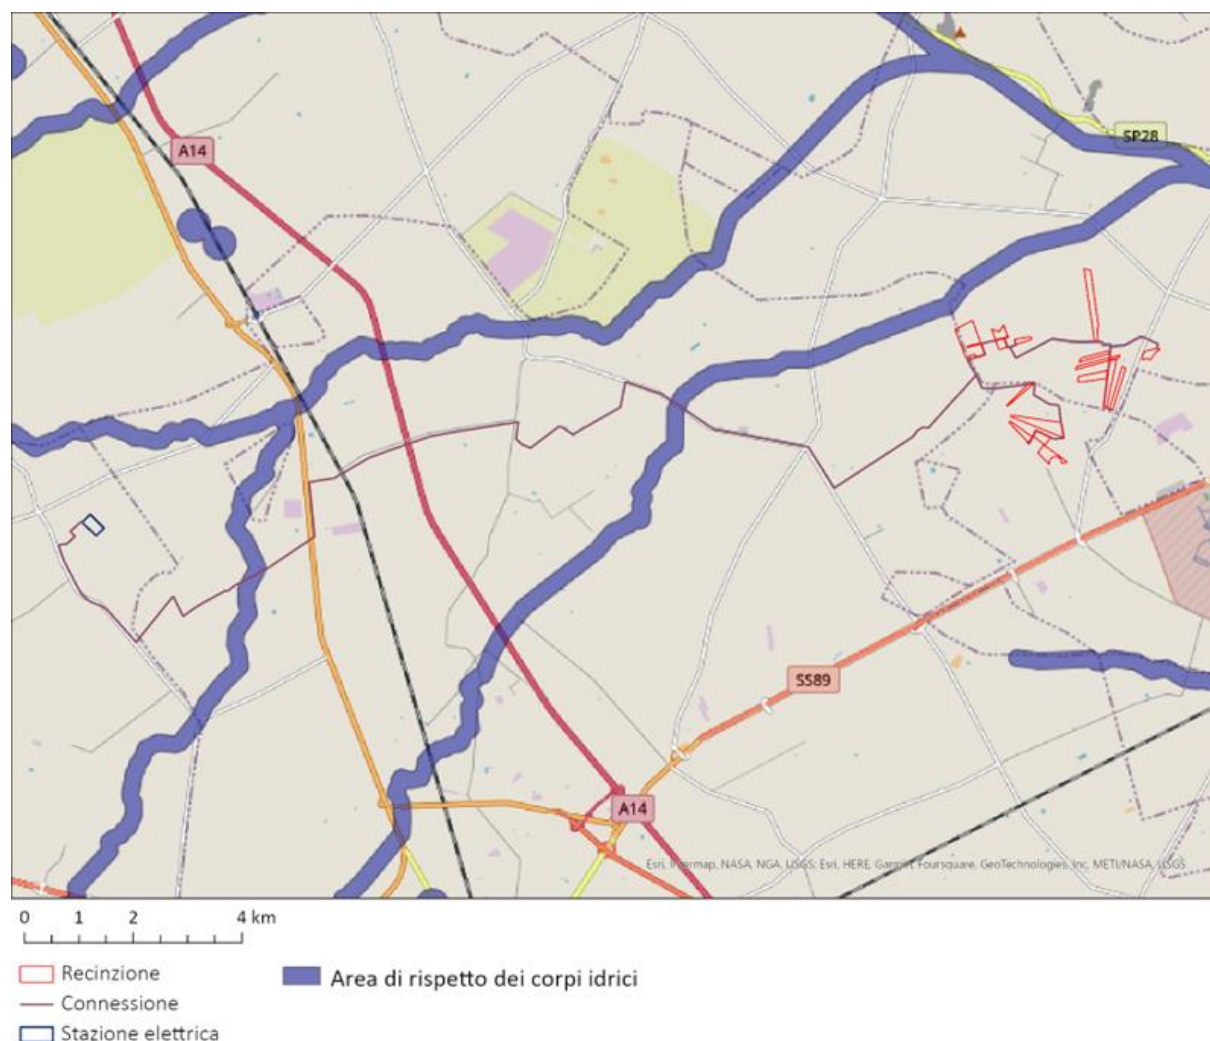 A14
SP28
SS89
A14
Esri, Intermap, NASA, NGA, USGS; Esri, HERE, Garmin, Foursquare, GeoTechnologies, Inc, METI/NASA, USGS
0 1 2 4 km
Recinzione
Area di rispetto dei corpi idrici
Connessione
Stazione elettrica